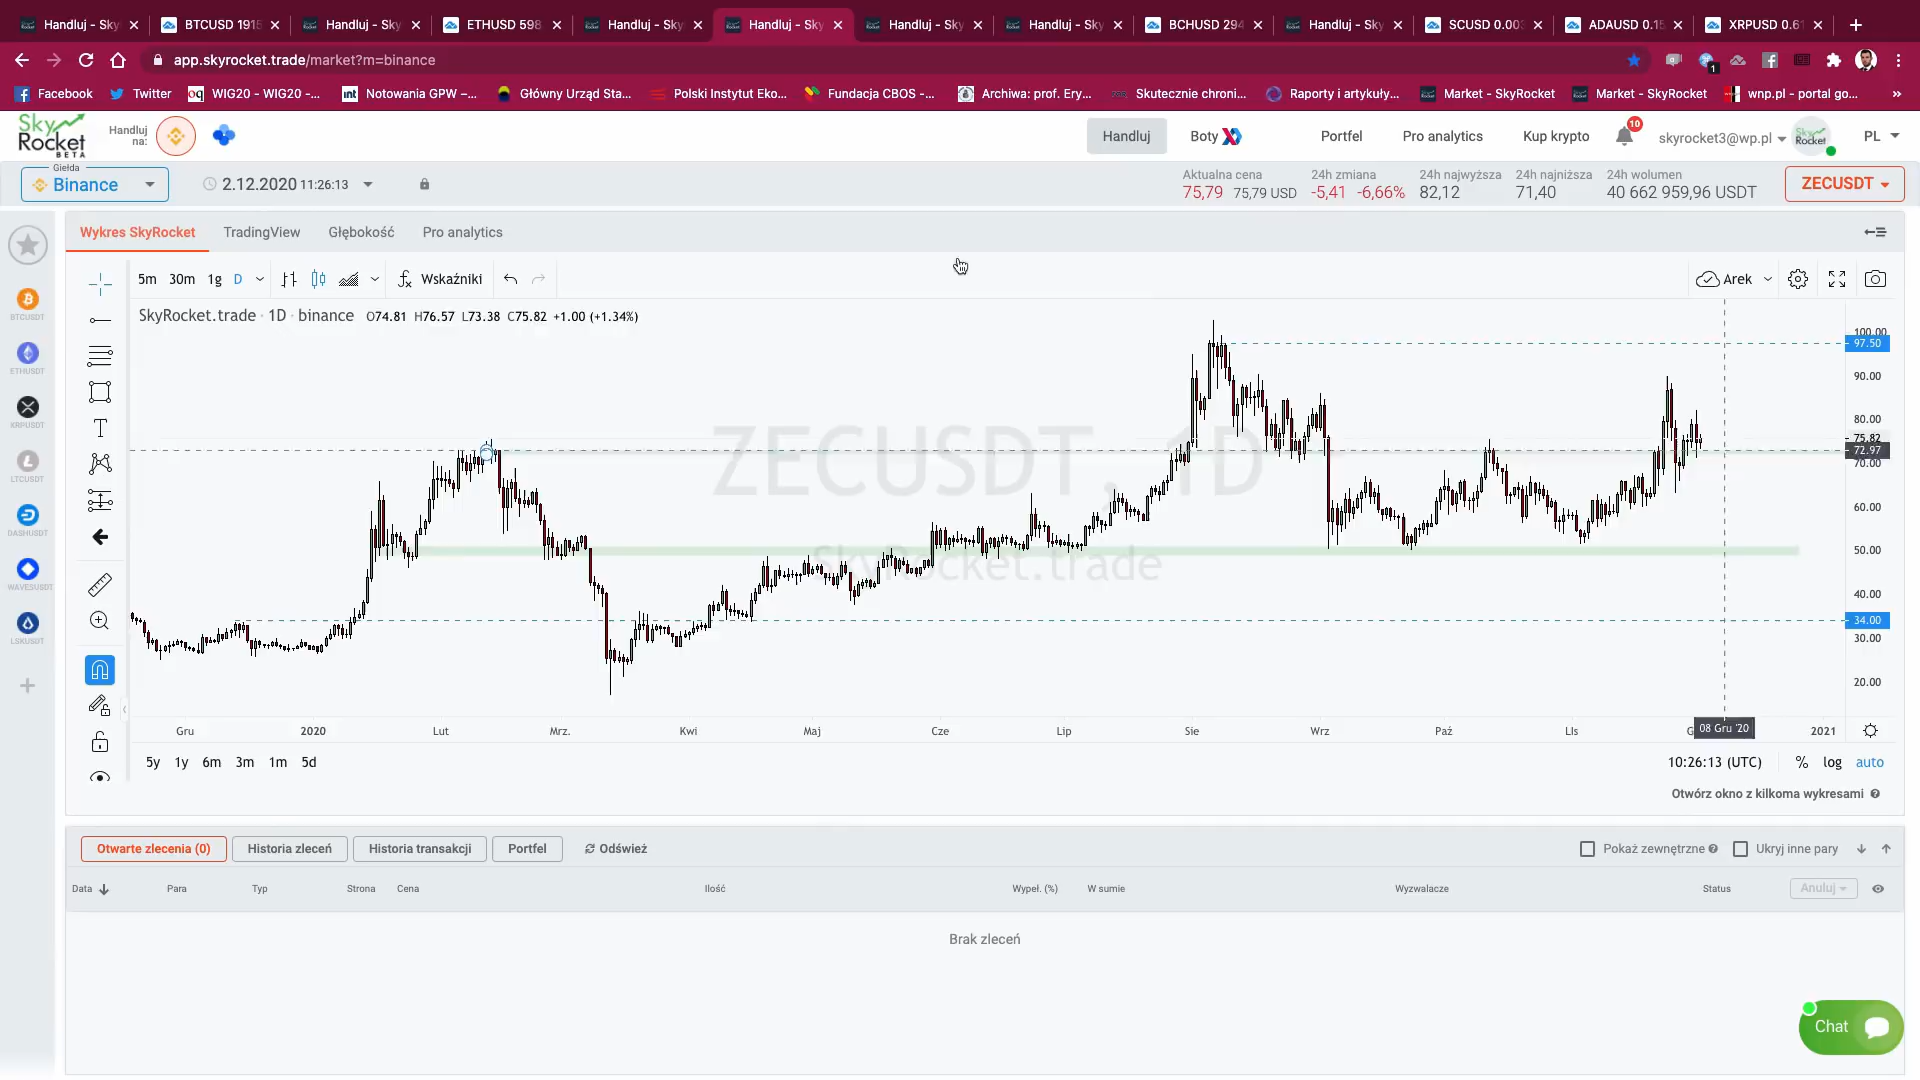 Handluj - Sky
BTCUSD 1915
Handluj - Sky
ETHUSD 598
Handluj - Sky
Handluj - Sky
Handluj - Sky
Handluj - Sky
BCHUSD 294
Handluj - Sky
SCUSD 0.00
ADAUSD 0.15
XRPUSD 0.61
app.skyrocket.trade/market?m=binance
1
Facebook
Twitter
WIG20 - WIG20 -...
Notowania GPW –...
Główny Urząd Sta...
Polski Instytut Eko...
Fundacja CBOS -...
Archiwa: prof. Ery...
Skutecznie chroni...
Raporty i artykuły...
Market - SkyRocket
Market - SkyRocket
wnp.pl - portal go...
Sky
Rocket
BETA
Handluj
na:
Handluj
Boty
Portfel
Pro analytics
Kup krypto
10
skyrocket3@wp.pl
PL
Giełda
Binance
2.12.2020 11:26:13
Aktualna cena
75,79 75,79 USD
24h zmiana
-5,41 -6,66%
24h najwyższa
82,12
24h najniższa
71,40
24h wolumen
40 662 959,96 USDT
ZECUSDT
Wykres SkyRocket
TradingView
Głębokość
Pro analytics
5m 30m 1g D
Wskaźniki
Arek
SkyRocket.trade · 1D · binance O74.81 H76.57 L73.38 C75.82 +1.00 (+1.34%)
ZECUSDT, 1D
SkyRocket.trade
BTCUSDT
ETHUSDT
XRPUSDT
LTCUSDT
DASHUSDT
WAVESUSDT
LSKUSDT
100.00
97.50
90.00
80.00
75.82
72.97
70.00
60.00
50.00
40.00
34.00
30.00
20.00
Gru 2020 Lut Mrz. Kwi Maj Cze Lip Sie Wrz Paź LIs G 08 Gru '20 2021
5y 1y 6m 3m 1m 5d
10:26:13 (UTC) % log auto
Otwórz okno z kilkoma wykresami
Otwarte zlecenia (0)
Historia zleceń
Historia transakcji
Portfel
Odśwież
Pokaż zewnętrzne
Ukryj inne pary
Data Para Typ Strona Cena Ilość Wypeł. (%) W sumie Wyzwalacze Status Anuluj
Brak zleceń
Chat